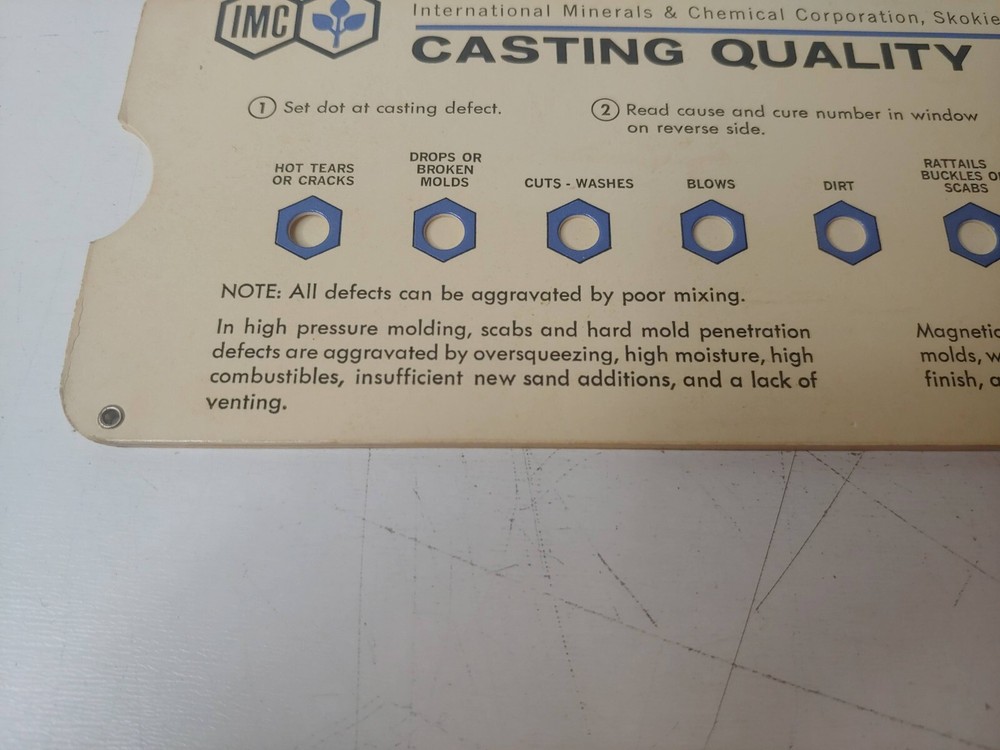 IMC
International Minerals & Chemical Corporation, Skokie
CASTING QUALITY
1 Set dot at casting defect.
2 Read cause and cure number in window
on reverse side.
HOT TEARS
OR CRACKS
DROPS OR
BROKEN
MOLDS
CUTS - WASHES
BLOWS
DIRT
RATTAILS
BUCKLES
SCABS
NOTE: All defects can be aggravated by poor mixing.
In high pressure molding, scabs and hard mold penetration
defects are aggravated by oversqueezing, high moisture, high
combustibles, insufficient new sand additions, and a lack of
venting.
Magnetic
molds,
finish,